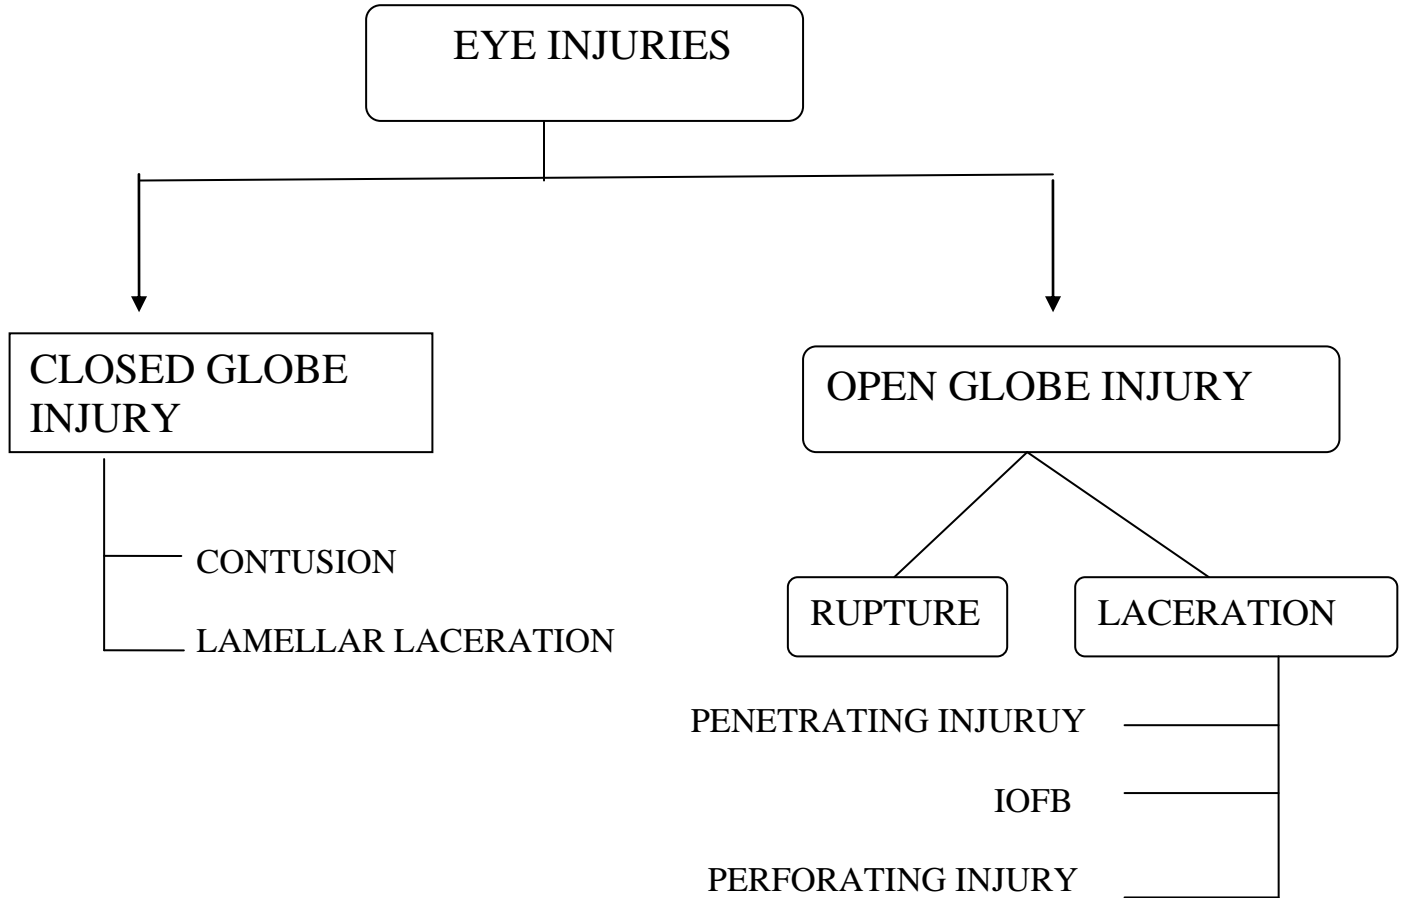 EYE INJURIES
CLOSED GLOBE
INJURY
OPEN GLOBE INJURY
CONTUSION
LAMELLAR LACERATION
RUPTURE
LACERATION
PENETRATING INJURUY
IOFB
PERFORATING INJURY